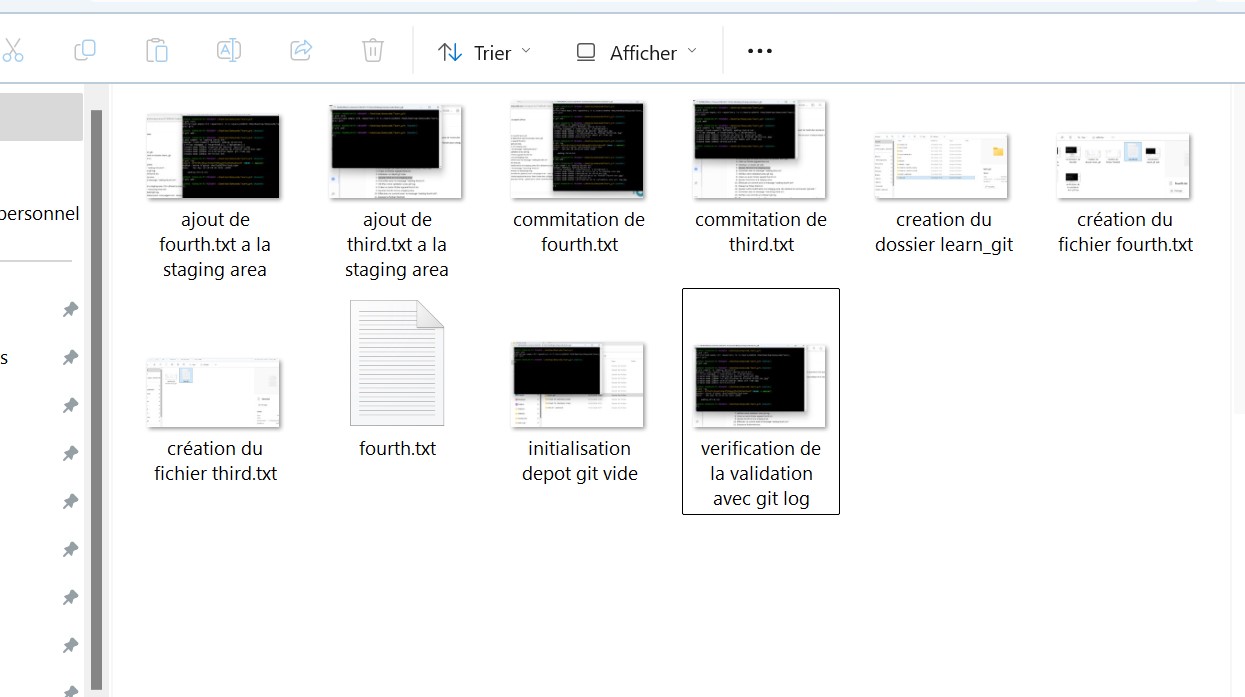 Trier
Afficher
personnel
s
ajout de
fourth.txt a la
staging area
ajout de
third.txt a la
staging area
commitation de
fourth.txt
commitation de
third.txt
creation du
dossier learn_git
création du
fichier fourth.txt
création du
fichier third.txt
fourth.txt
initialisation
depot git vide
verification de
la validation
avec git log